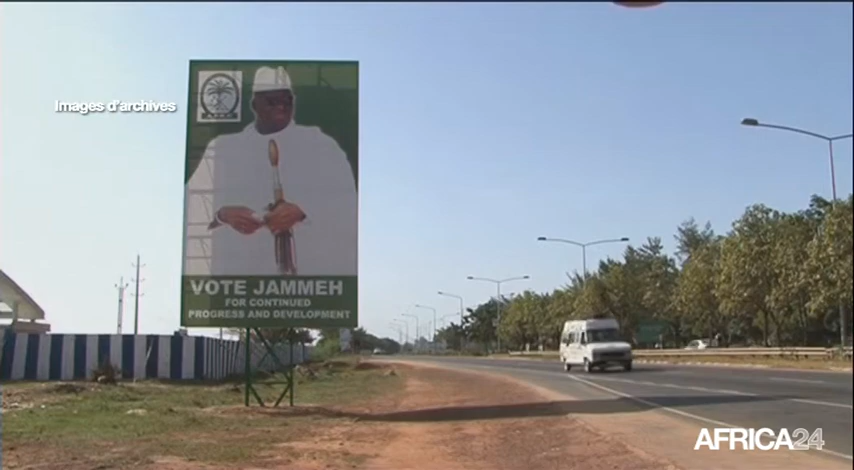 Images d'archives
A.P.R.C
VOTE JAMMEH
FOR CONTINUED
PROGRESS AND DEVELOPMENT
AFRICA24